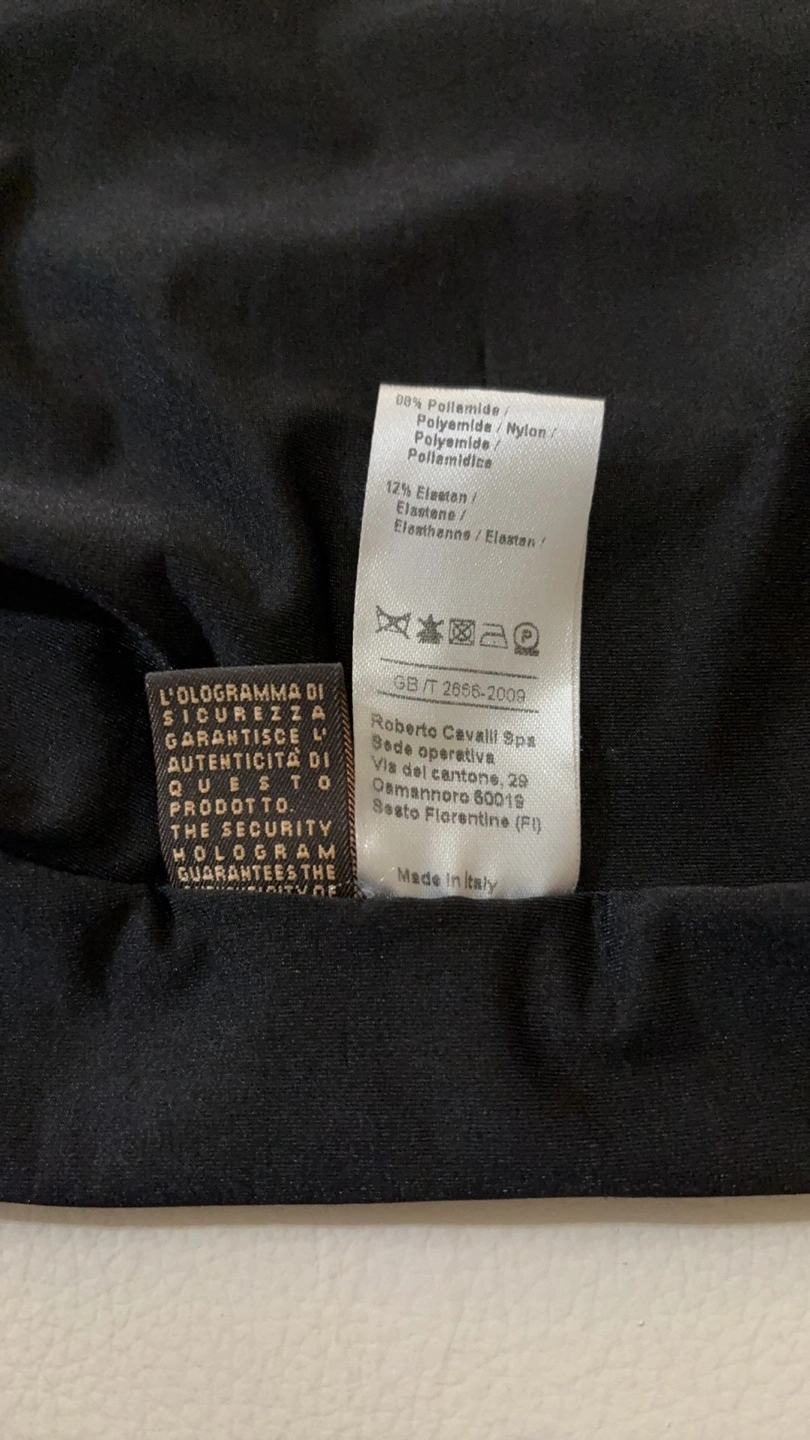 L'OLOGRAMMA DI
SICUREZZA
GARANTISCE L'
AUTENTICITÀ DI
QUESTO
PRODOTTO.
THE SECURITY
HOLOGRAM
GUARANTEES THE
88% Poliamide /
Polyamide / Nylon /
Polyamide /
Poliamidica
12% Elastan /
Elastene /
Elasthanne / Elastan /
P
GB/T 2666-2009
Roberto Cavalli Spa
Sede operativa
Via del cantone, 29
Osmannoro 50019
Sesto Fiorentino (FI)
Made in Italy